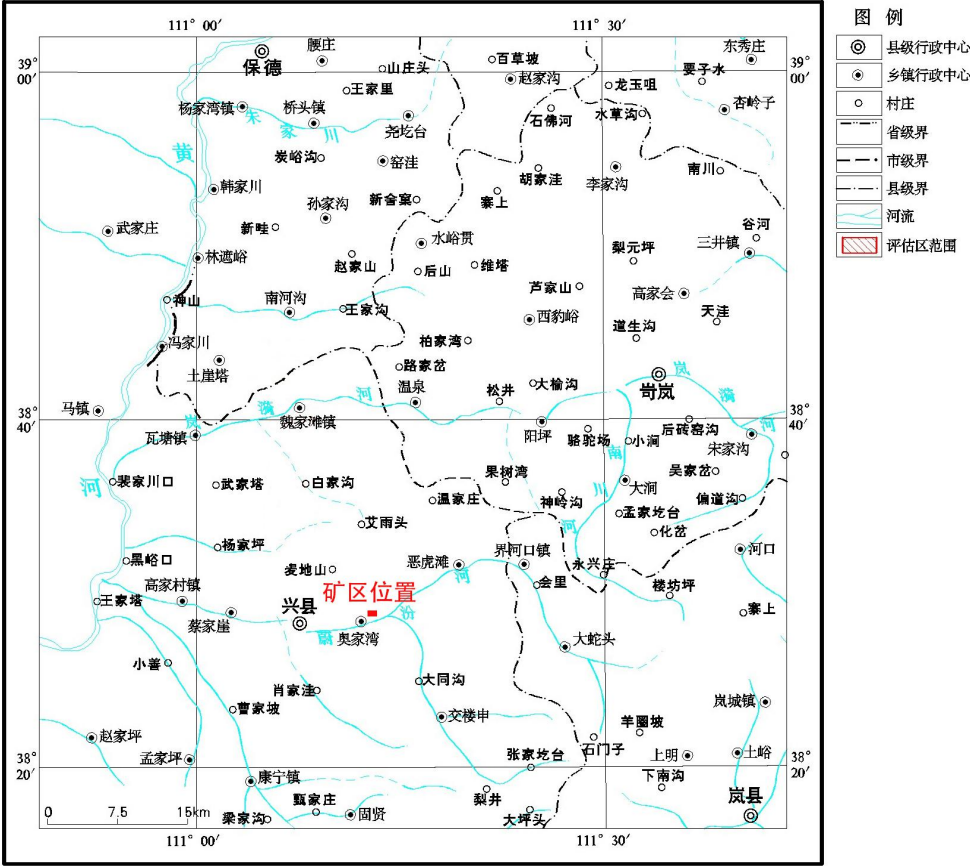 111° 00′
111° 30′
图 例
39° 00′
39° 00′
保德
腰庄
山庄头
百草坡
赵家沟
东秀庄
要子水
县级行政中心
乡镇行政中心
村庄
省级界
市级界
县级界
河流
评估区范围
王家里
龙玉咀
杏岭子
杨家湾镇
桥头镇
朱家川
尧圪台
石佛河
水草沟
黄
炭峪沟
窑洼
胡家洼
李家沟
南川
韩家川
新舍窠
寨上
孙家沟
武家庄
新畦
水峪贯
谷河
三井镇
林遮峪
赵家山
后山
维塔
梨元坪
神山
南河沟
王家沟
芦家山
高家会
西豹峪
道生沟
天洼
冯家川
柏家湾
土崖塔
路家岔
岢岚
岚
漪
河
温泉
松井
大榆沟
马镇
38° 40′
38° 40′
岚
漪
河
魏家滩镇
瓦塘镇
阳坪
骆驼场
小涧
后砖窑沟
宋家沟
南
川
河
河
裴家川口
武家塔
白家沟
果树湾
吴家岔
大涧
温家庄
神岭沟
偏道沟
艾雨头
孟家圪台
化岔
杨家坪
黑峪口
麦地山
恶虎滩
界河口镇
永兴庄
河口
高家村镇
矿区位置
河
会里
楼坊坪
王家塔
兴县
汾
寨上
蔡家崖
蔚
奥家湾
大蛇头
小善
肖家洼
大同沟
岚城镇
曹家坡
交楼申
羊圈坡
赵家坪
孟家坪
张家圪台
石门子
上明
土峪
38° 20′
38° 20′
康宁镇
下南沟
甄家庄
固贤
梨井
岚县
梁家沟
大坪头
0 7.5 15km
111° 00′
111° 30′